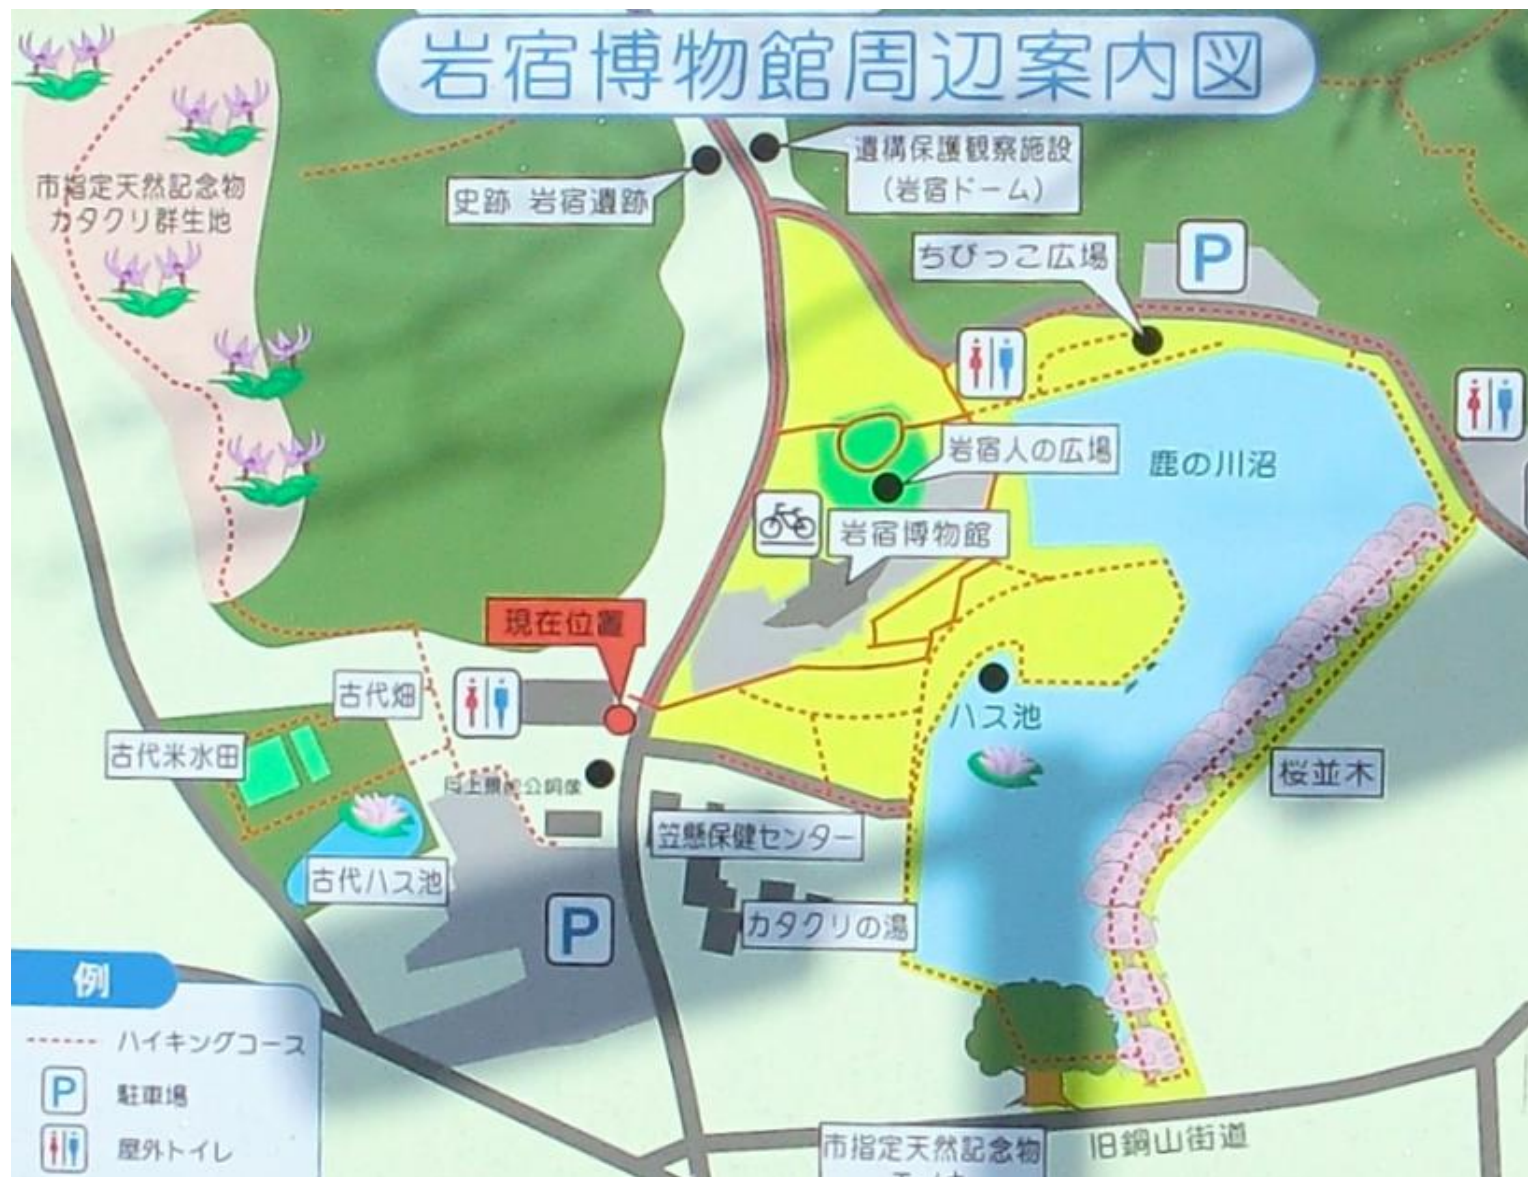 岩宿博物館周辺案内図
遺構保護観察施設
(岩宿ドーム)
史跡 岩宿遺跡
市指定天然記念物
カタクリ群生地
ちびっこ広場
P
岩宿人の広場
鹿の川沼
岩宿博物館
現在位置
古代畑
ハス池
古代米水田
桜並木
笠懸保健センター
古代ハス池
カタクリの湯
P
例
ハイキングコース
P
駐車場
屋外トイレ
市指定天然記念物
旧銅山街道